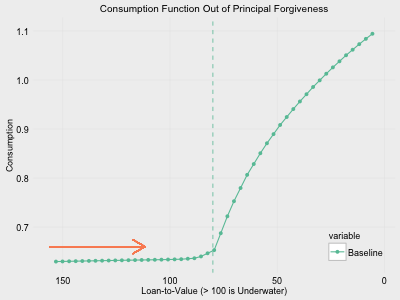 Consumption Function Out of Principal Forgiveness
1.1
1.0
0.9
0.8
0.7
Consumption
150
100
50
0
Loan-to-Value (> 100 is Underwater)
variable
Baseline